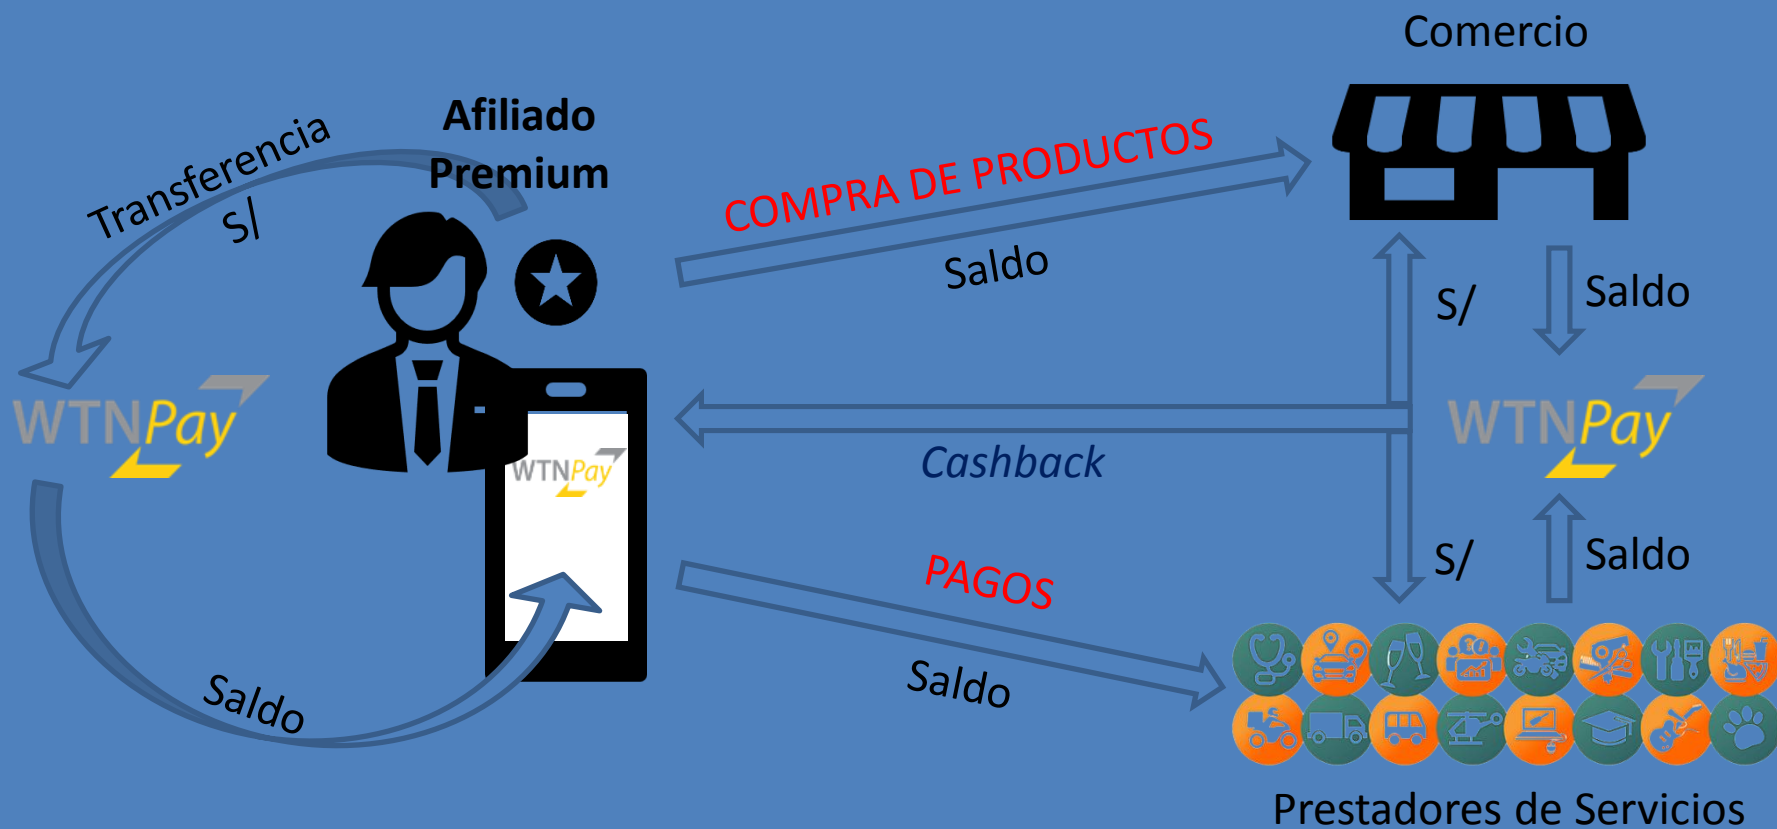 Comercio
Afiliado
Premium
Transferencia
S/
COMPRA DE PRODUCTOS
Saldo
S/
Saldo
WTNPay
WTNPay
WTNPay
Cashback
PAGOS
Saldo
S/
Saldo
Saldo
Prestadores de Servicios